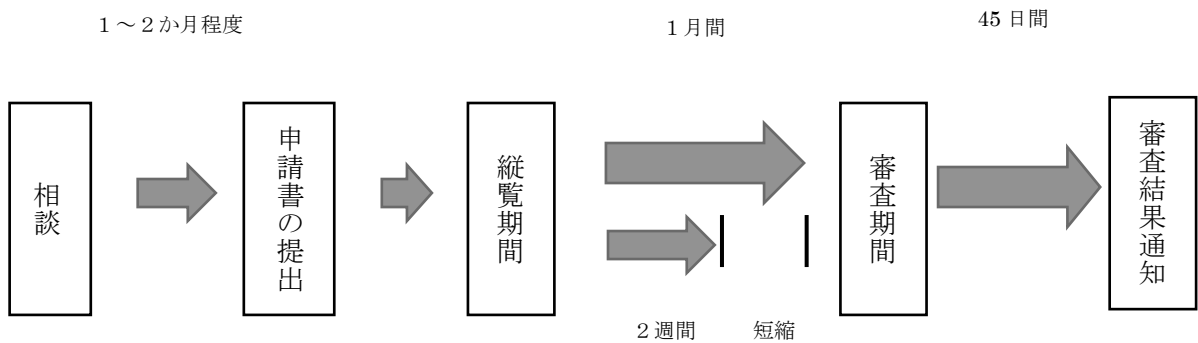 １～２か月程度
１月間
45 日間
相談
申請書の提出
縦覧期間
審査期間
審査結果通知
２週間
短縮